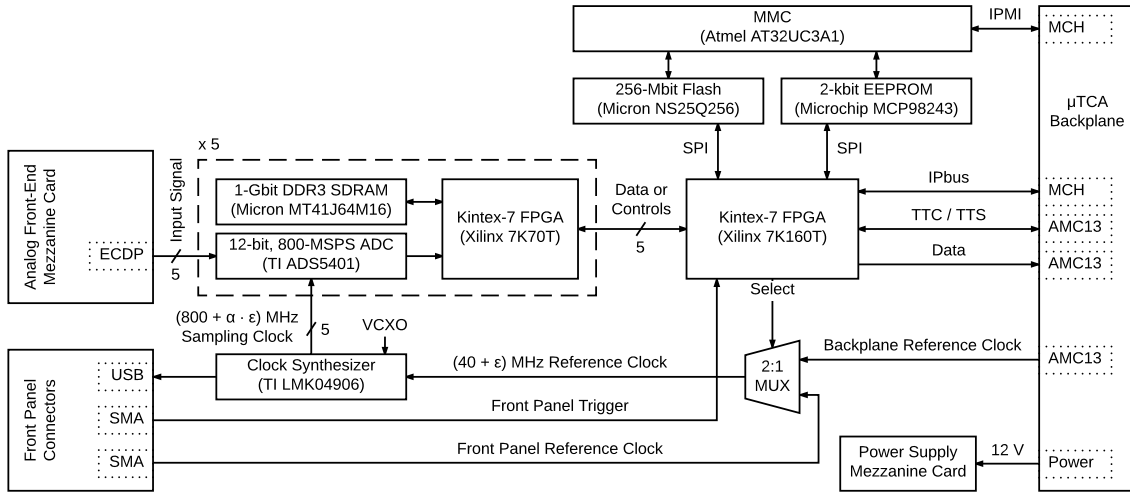 MMC
(Atmel AT32UC3A1)
IPMI
MCH
256-Mbit Flash
(Micron NS25Q256)
2-kbit EEPROM
(Microchip MCP98243)
µTCA
Backplane
SPI
SPI
x 5
Analog Front-End
Mezzanine Card
ECDP
Input Signal
5
1-Gbit DDR3 SDRAM
(Micron MT41J64M16)
12-bit, 800-MSPS ADC
(TI ADS5401)
Kintex-7 FPGA
(Xilinx 7K70T)
Data or
Controls
5
Kintex-7 FPGA
(Xilinx 7K160T)
IPbus
MCH
TTC / TTS
AMC13
Data
AMC13
Select
(800 + α · ε) MHz
Sampling Clock
5
VCXO
Clock Synthesizer
(TI LMK04906)
(40 + ε) MHz Reference Clock
2:1
MUX
Backplane Reference Clock
AMC13
Front Panel
Connectors
USB
SMA
SMA
Front Panel Trigger
Front Panel Reference Clock
Power Supply
Mezzanine Card
12 V
Power